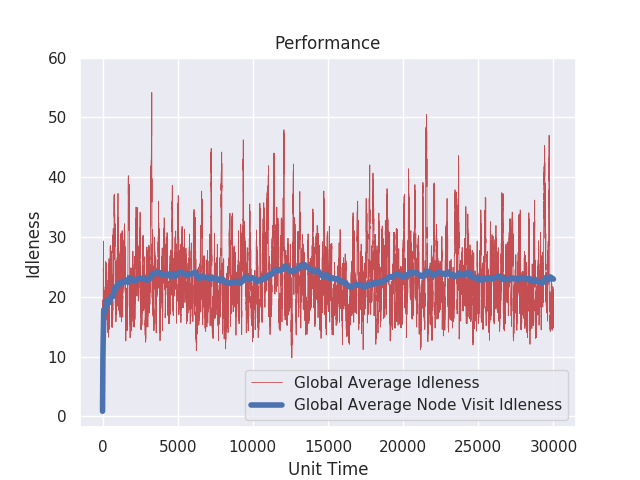 Performance
60
50
40
30
20
10
0
Idleness
Global Average Idleness
Global Average Node Visit Idleness
0 5000 10000 15000 20000 25000 30000
Unit Time